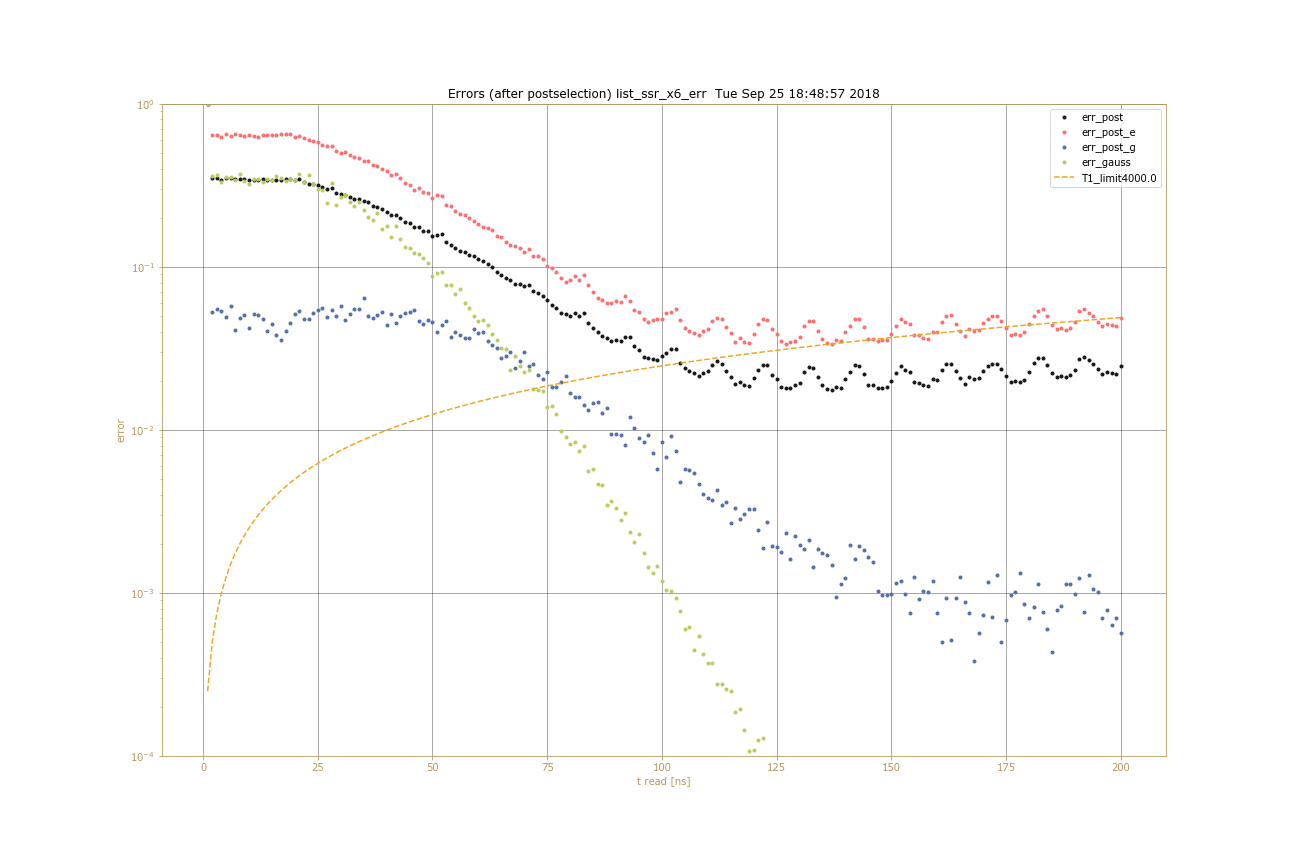 Errors (after postselection) list_ssr_x6_err  Tue Sep 25 18:48:57 2018
err_post
err_post_e
err_post_g
err_gauss
T1_limit4000.0
10⁰
10⁻¹
10⁻²
10⁻³
10⁻⁴
error
0 25 50 75 100 125 150 175 200
t read [ns]